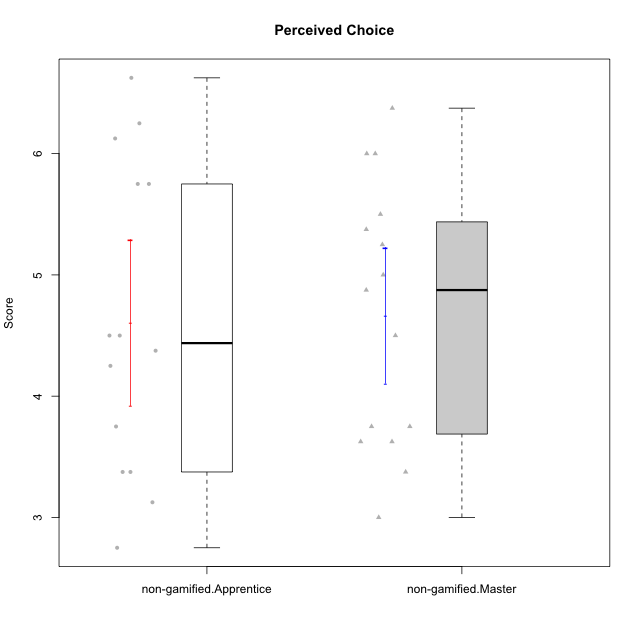 Perceived Choice
Score
6
5
4
3
non-gamified.Apprentice
non-gamified.Master